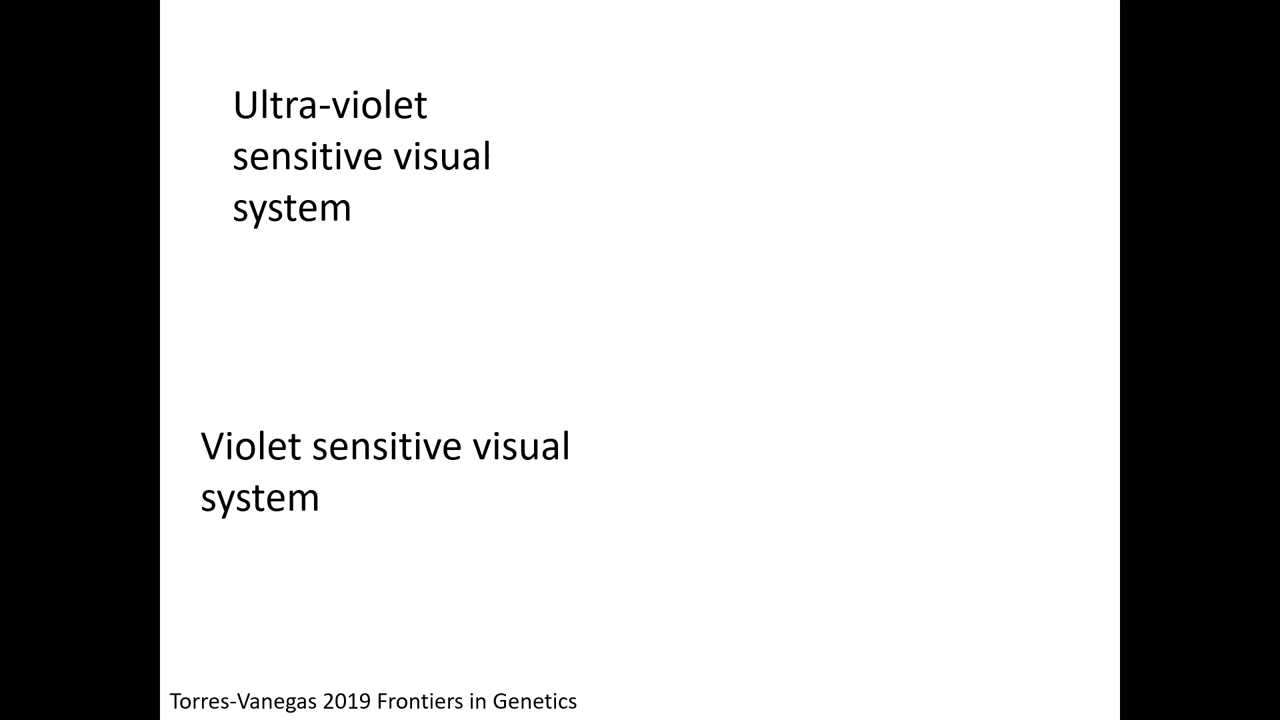 Ultra-violet
sensitive visual
system
Violet sensitive visual
system
Torres-Vanegas 2019 Frontiers in Genetics